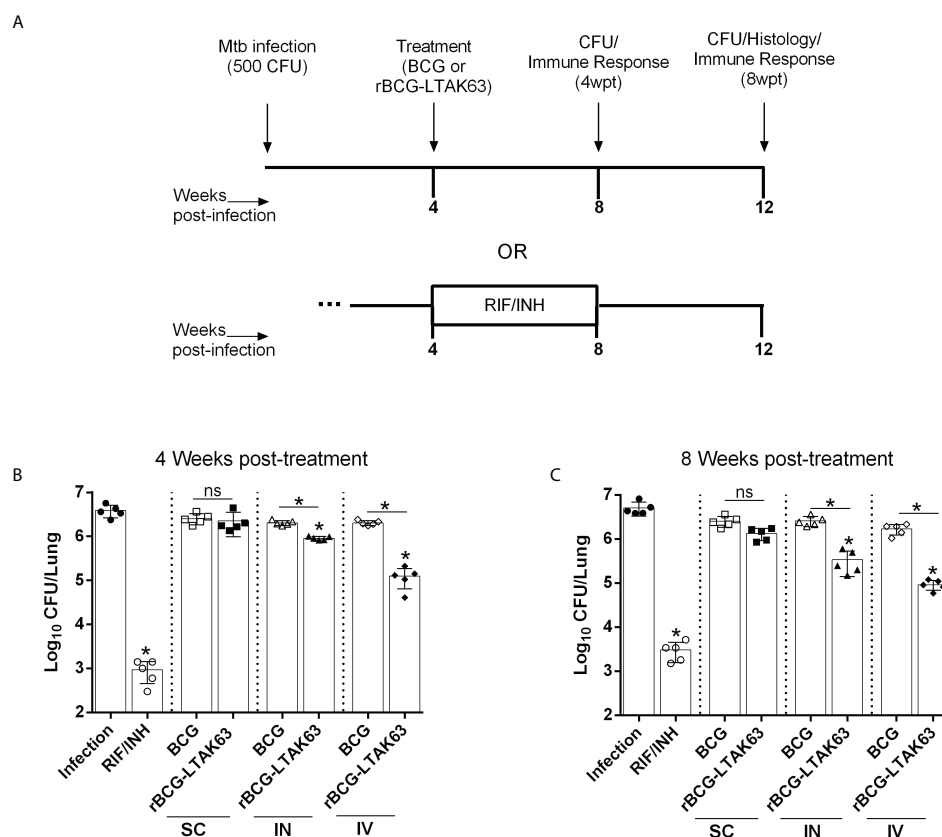 A
Mtb infection
(500 CFU)
Treatment
(BCG or
rBCG-LTAK63)
CFU/
Immune Response
(4wpt)
CFU/Histology/
Immune Response
(8wpt)
Weeks
post-infection
4
8
12
OR
RIF/INH
Weeks
post-infection
4
8
12
B
4 Weeks post-treatment
Log10 CFU/Lung
7
6
5
4
3
2
*
ns
*
*
*
*
Infection
RIF/INH
BCG
rBCG-LTAK63
BCG
rBCG-LTAK63
BCG
rBCG-LTAK63
SC
IN
IV
C
8 Weeks post-treatment
Log10 CFU/Lung
7
6
5
4
3
2
*
ns
*
*
*
*
Infection
RIF/INH
BCG
rBCG-LTAK63
BCG
rBCG-LTAK63
BCG
rBCG-LTAK63
SC
IN
IV